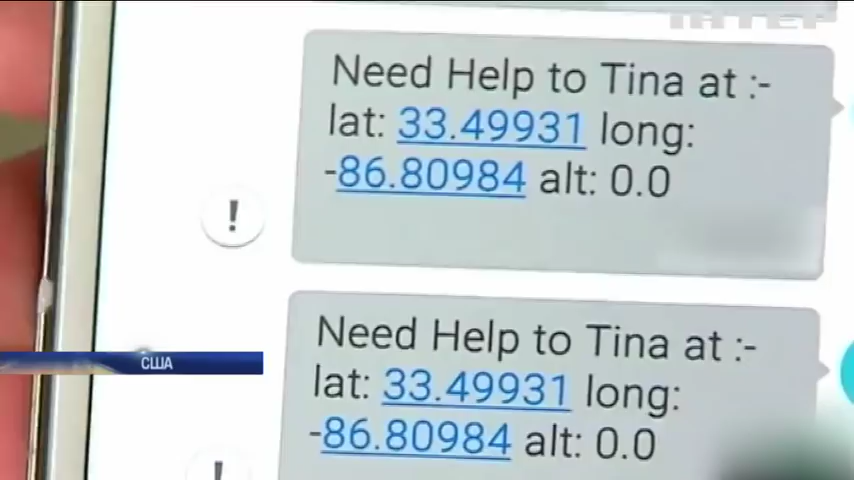 ІНТЕР
Need Help to Tina at :-
lat: 33.49931 long:
-86.80984 alt: 0.0
!
Need Help to Tina at :-
lat: 33.49931 long:
-86.80984 alt: 0.0
!
США